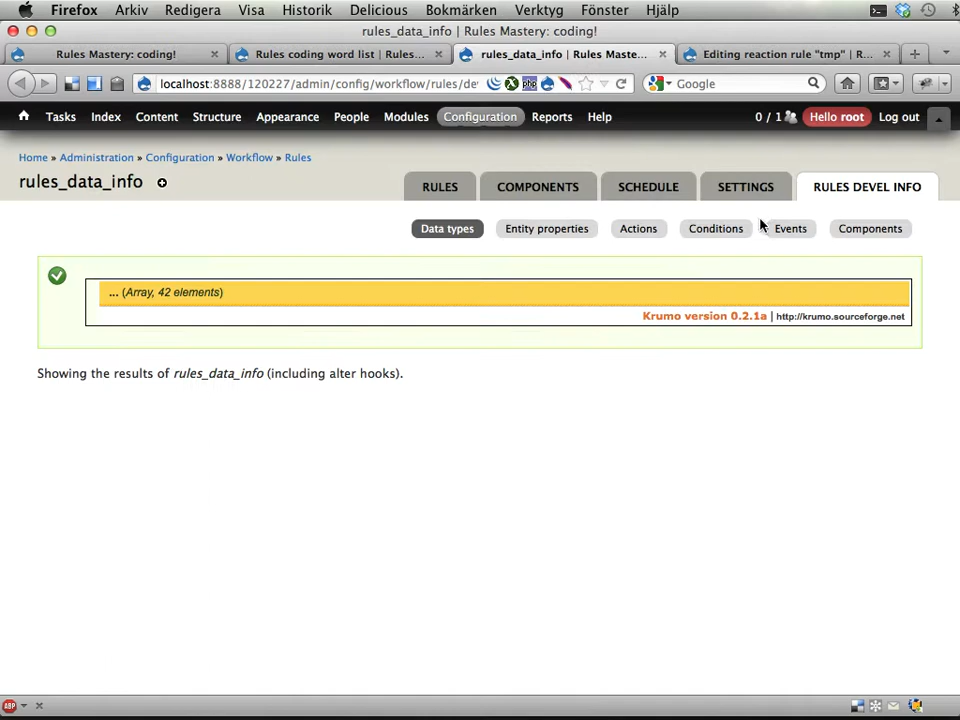 Firefox Arkiv Redigera Visa Historik Delicious Bokmärken Verktyg Fönster Hjälp
rules_data_info | Rules Mastery: coding!
Rules Mastery: coding! Rules coding word list | Rules... rules_data_info | Rules Maste... Editing reaction rule "tmp" | R...
localhost:8888/120227/admin/config/workflow/rules/de php Google
Tasks Index Content Structure Appearance People Modules Configuration Reports Help 0 / 1 Hello root Log out
Home » Administration » Configuration » Workflow » Rules
rules_data_info
RULES COMPONENTS SCHEDULE SETTINGS RULES DEVEL INFO
Data types Entity properties Actions Conditions Events Components
... (Array, 42 elements)
Krumo version 0.2.1a | http://krumo.sourceforge.net
Showing the results of rules_data_info (including alter hooks).
ABP